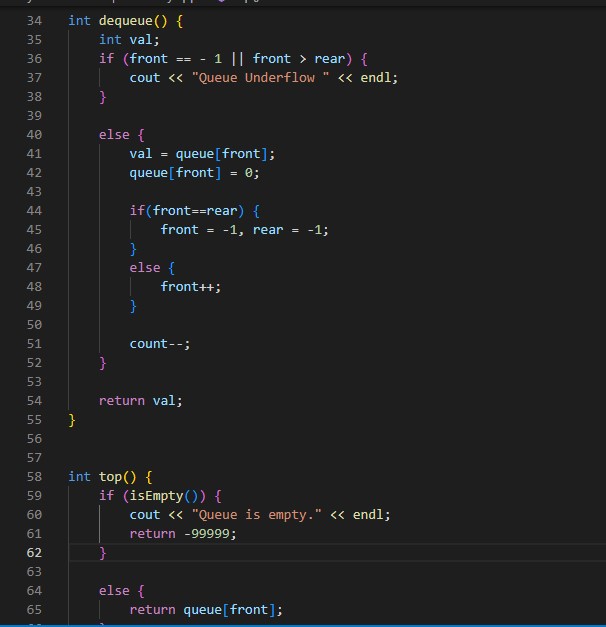 34 int dequeue() {
35     int val;
36     if (front == - 1 || front > rear) {
37         cout << "Queue Underflow " << endl;
38     }
39
40     else {
41         val = queue[front];
42         queue[front] = 0;
43
44         if(front==rear) {
45             front = -1, rear = -1;
46         }
47         else {
48             front++;
49         }
50
51         count--;
52     }
53
54     return val;
55 }
56
57
58 int top() {
59     if (isEmpty()) {
60         cout << "Queue is empty." << endl;
61         return -99999;
62     }
63
64     else {
65         return queue[front];